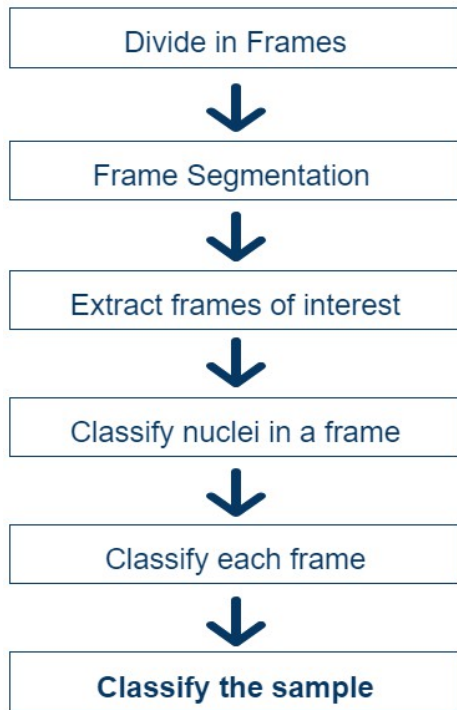 Divide in Frames
Frame Segmentation
Extract frames of interest
Classify nuclei in a frame
Classify each frame
Classify the sample